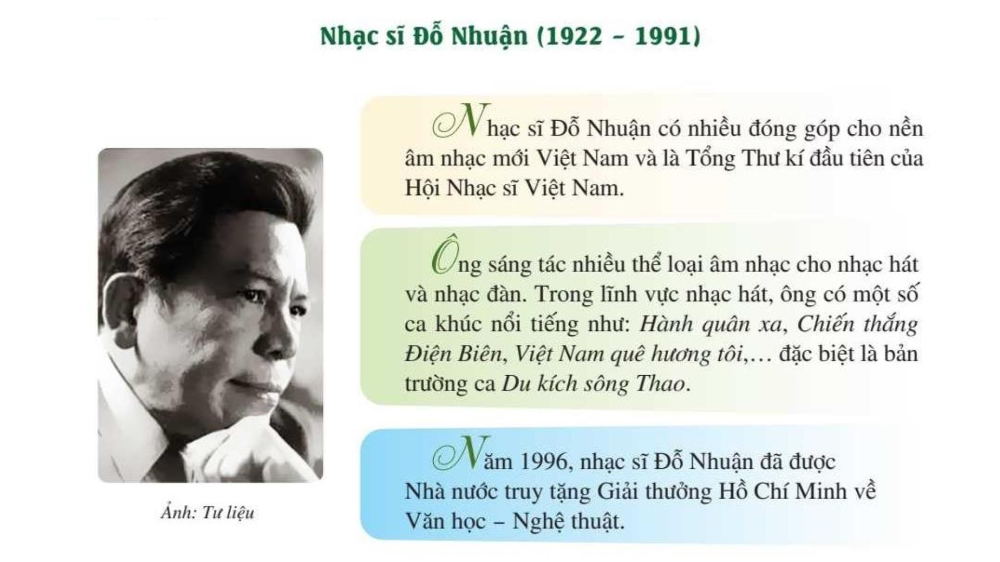 Nhạc sĩ Đỗ Nhuận (1922 – 1991)
Nhạc sĩ Đỗ Nhuận có nhiều đóng góp cho nền
âm nhạc mới Việt Nam và là Tổng Thư kí đầu tiên của
Hội Nhạc sĩ Việt Nam.
Ông sáng tác nhiều thể loại âm nhạc cho nhạc hát
và nhạc đàn. Trong lĩnh vực nhạc hát, ông có một số
ca khúc nổi tiếng như: Hành quân xa, Chiến thắng
Điện Biên, Việt Nam quê hương tôi,… đặc biệt là bản
trường ca Du kích sông Thao.
Năm 1996, nhạc sĩ Đỗ Nhuận đã được
Nhà nước truy tặng Giải thưởng Hồ Chí Minh về
Văn học – Nghệ thuật.
Ảnh: Tư liệu